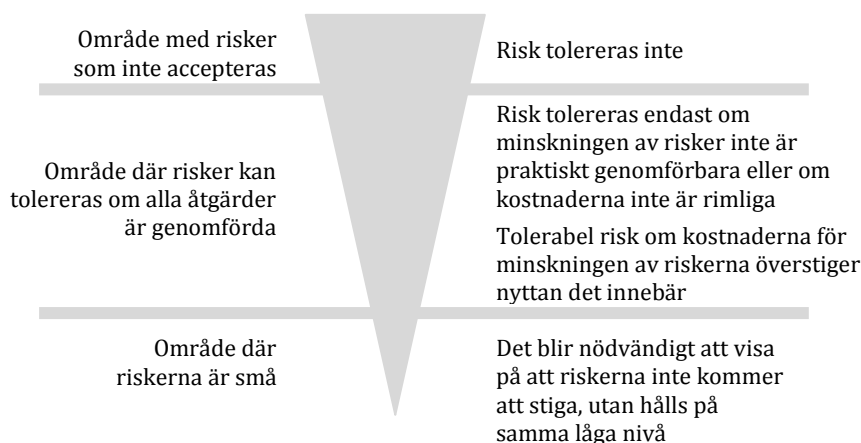 Område med risker
som inte accepteras
Risk tolereras inte
Område där risker kan
tolereras om alla åtgärder
är genomförda
Risk tolereras endast om
minskningen av risker inte är
praktiskt genomförbara eller om
kostnaderna inte är rimliga
Tolerabel risk om kostnaderna för
minskningen av riskerna överstiger
nyttan det innebär
Område där
riskerna är små
Det blir nödvändigt att visa
på att riskerna inte kommer
att stiga, utan hålls på
samma låga nivå